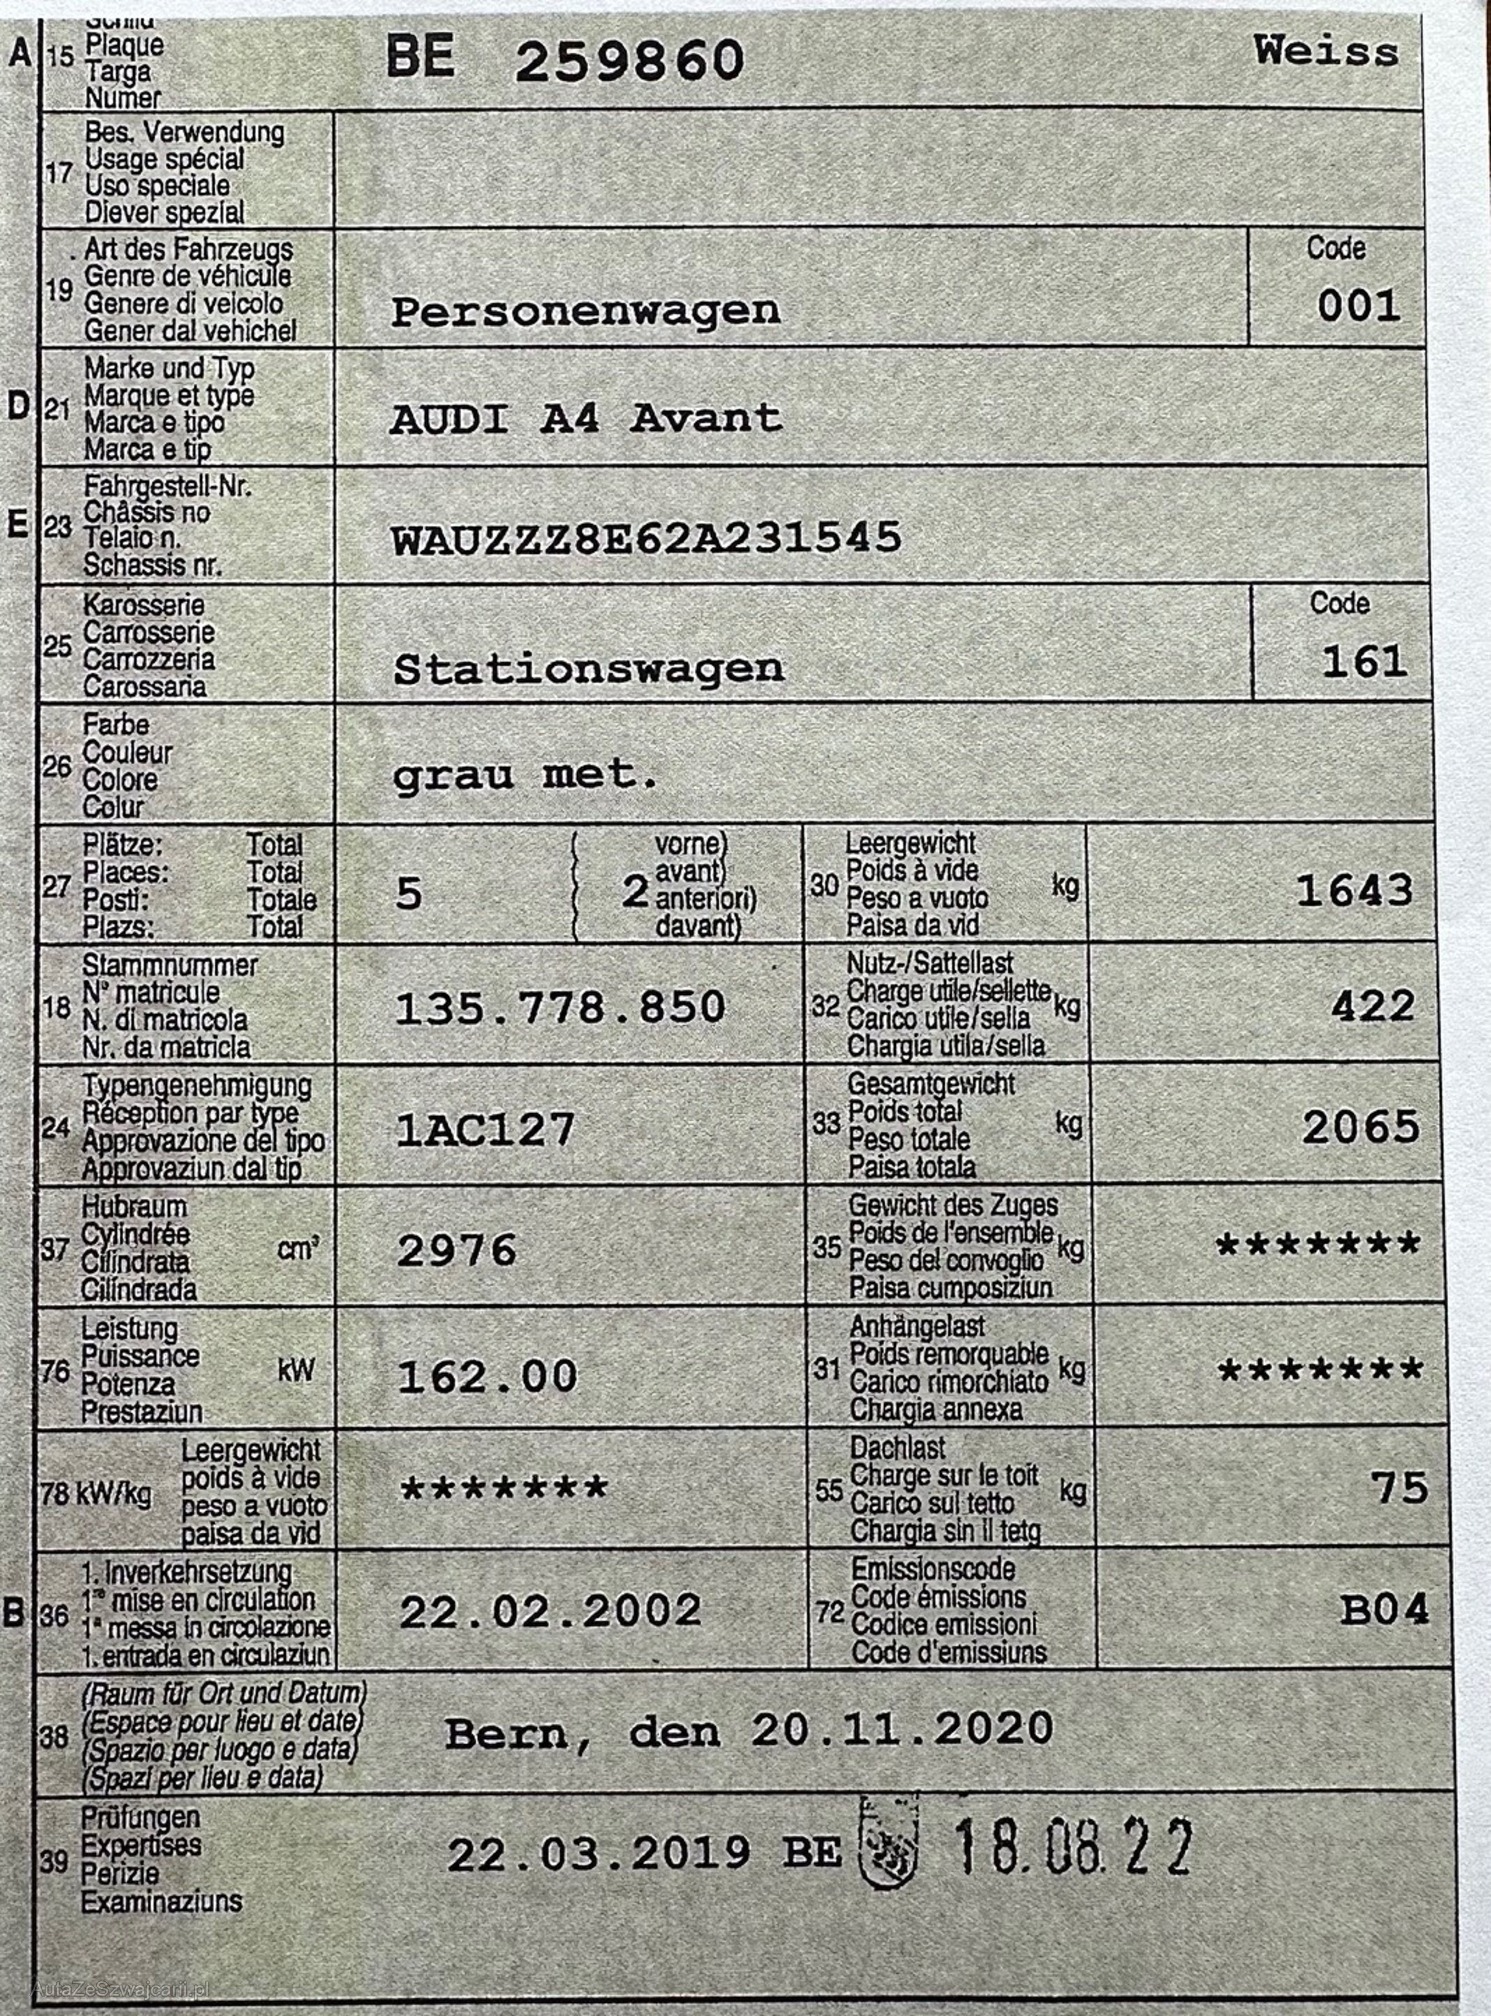 A 15 Plaque BE 259860 Weiss
Targa
Numer
17 Bes. Verwendung
Usage spécial
Uso speciale
Diever spezial
19 Art des Fahrzeugs Code
Genre de véhicule
Genere di veicolo Personenwagen 001
Gener dal vehichel
D 21 Marke und Typ
Marque et type AUDI A4 Avant
Marca e tipo
Marca e tip
E 23 Fahrgestell-Nr.
Châssis no
Telaio n. WAUZZZ8E62A231545
Schassis nr.
25 Karosserie Code
Carrosserie
Carrozzeria Stationswagen 161
Carossaria
26 Farbe
Couleur
Colore grau met.
Colur
27 Plätze: Total 5 2 vorne)
Places: Total avant)
Posti: Totale anteriori)
Plazs: Total davant)
30 Leergewicht
Poids à vide kg 1643
Peso a vuoto
Paisa da vid
18 Stammnummer
N° matricule 135.778.850
N. di matricola
Nr. da matricla
32 Nutz-/Sattellast
Charge utile/sellette kg 422
Carico utile/sella
Chargia utila/sella
24 Typengenehmigung
Réception par type 1AC127
Approvazione del tipo
Approvaziun dal tip
33 Gesamtgewicht
Poids total kg 2065
Peso totale
Paisa totala
37 Hubraum
Cylindrée cm³ 2976
Cilindrata
Cilindrada
35 Gewicht des Zuges
Poids de l'ensemble kg *******
Peso del convoglio
Paisa cumposiziun
76 Leistung
Puissance kW 162.00
Potenza
Prestaziun
31 Anhängelast
Poids remorquable kg *******
Carico rimorchiato
Chargia annexa
78 kW/kg Leergewicht
poids à vide *******
peso a vuoto
paisa da vid
55 Dachlast
Charge sur le toit kg 75
Carico sul tetto
Chargia sin il tetg
B 36 1. Inverkehrsetzung
1re mise en circulation 22.02.2002
1a messa in circolazione
1. entrada en circulaziun
72 Emissionscode
Code émissions B04
Codice emissioni
Code d'emissiuns
38 (Raum für Ort und Datum)
(Espace pour lieu et date) Bern, den 20.11.2020
(Spazio per luogo e data)
(Spazi per lieu e data)
39 Prüfungen
Expertises 22.03.2019 BE 18.08.22
Perizie
Examinaziuns
AutaZeSzwajcarii.pl